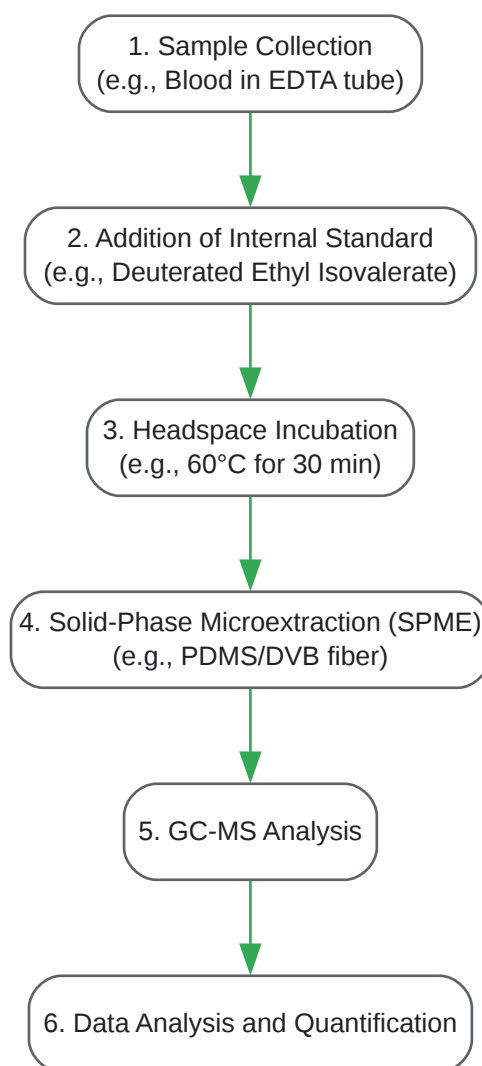 1. Sample Collection
(e.g., Blood in EDTA tube)
2. Addition of Internal Standard
(e.g., Deuterated Ethyl Isovalerate)
3. Headspace Incubation
(e.g., 60°C for 30 min)
4. Solid-Phase Microextraction (SPME)
(e.g., PDMS/DVB fiber)
5. GC-MS Analysis
6. Data Analysis and Quantification